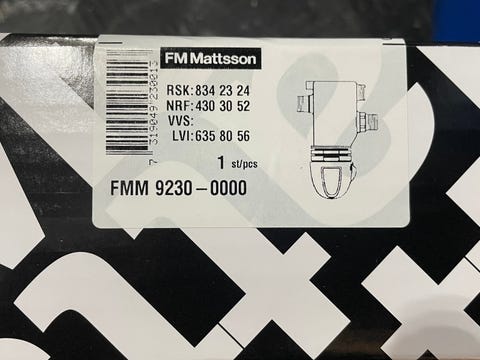 FM Mattsson
RSK:834 23 24
NRF:430 30 52
VVS:
LVI:635 80 56
1 st/pcs
FMM 9230-0000